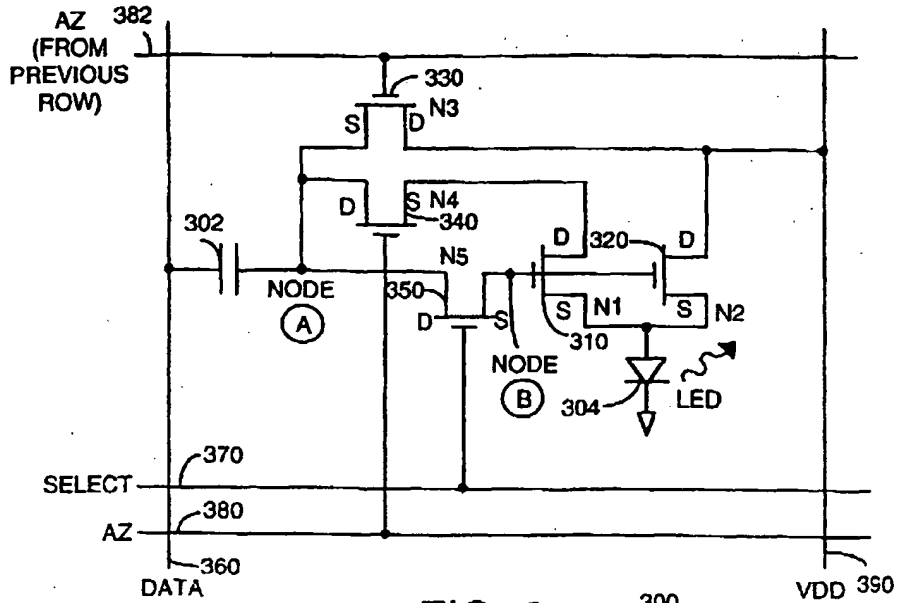 AZ 382
(FROM
PREVIOUS
ROW)
330
N3
S D
D S N4
340
302
N5
D
320 D
NODE
A
350
D S
S N1
310
S N2
NODE
B
304
LED
370
SELECT
380
AZ
360
DATA
300
VDD 390